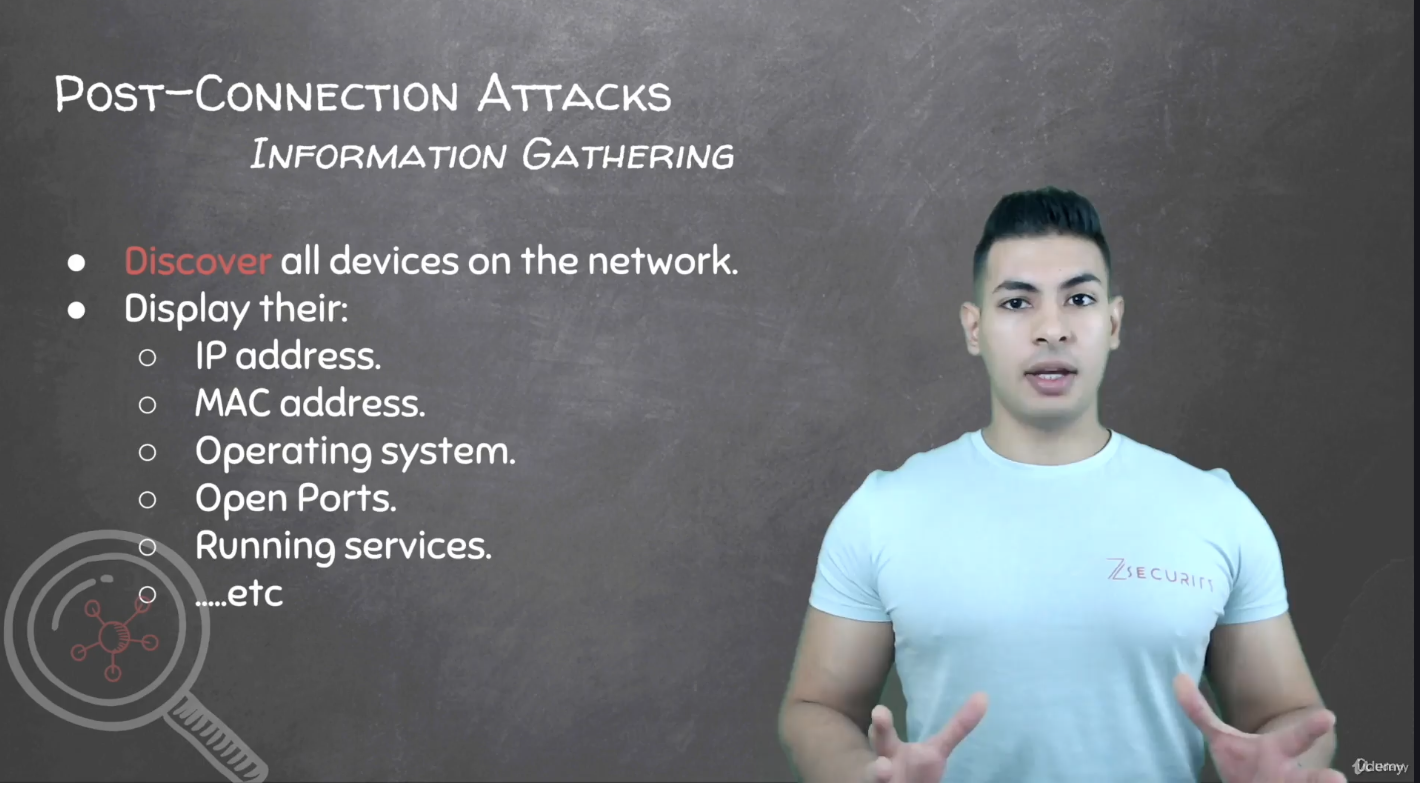 Post-Connection Attacks
Information Gathering
● Discover all devices on the network.
● Display their:
○ IP address.
○ MAC address.
○ Operating system.
○ Open Ports.
○ Running services.
○ .....etc
ZSECURITY
Udemy